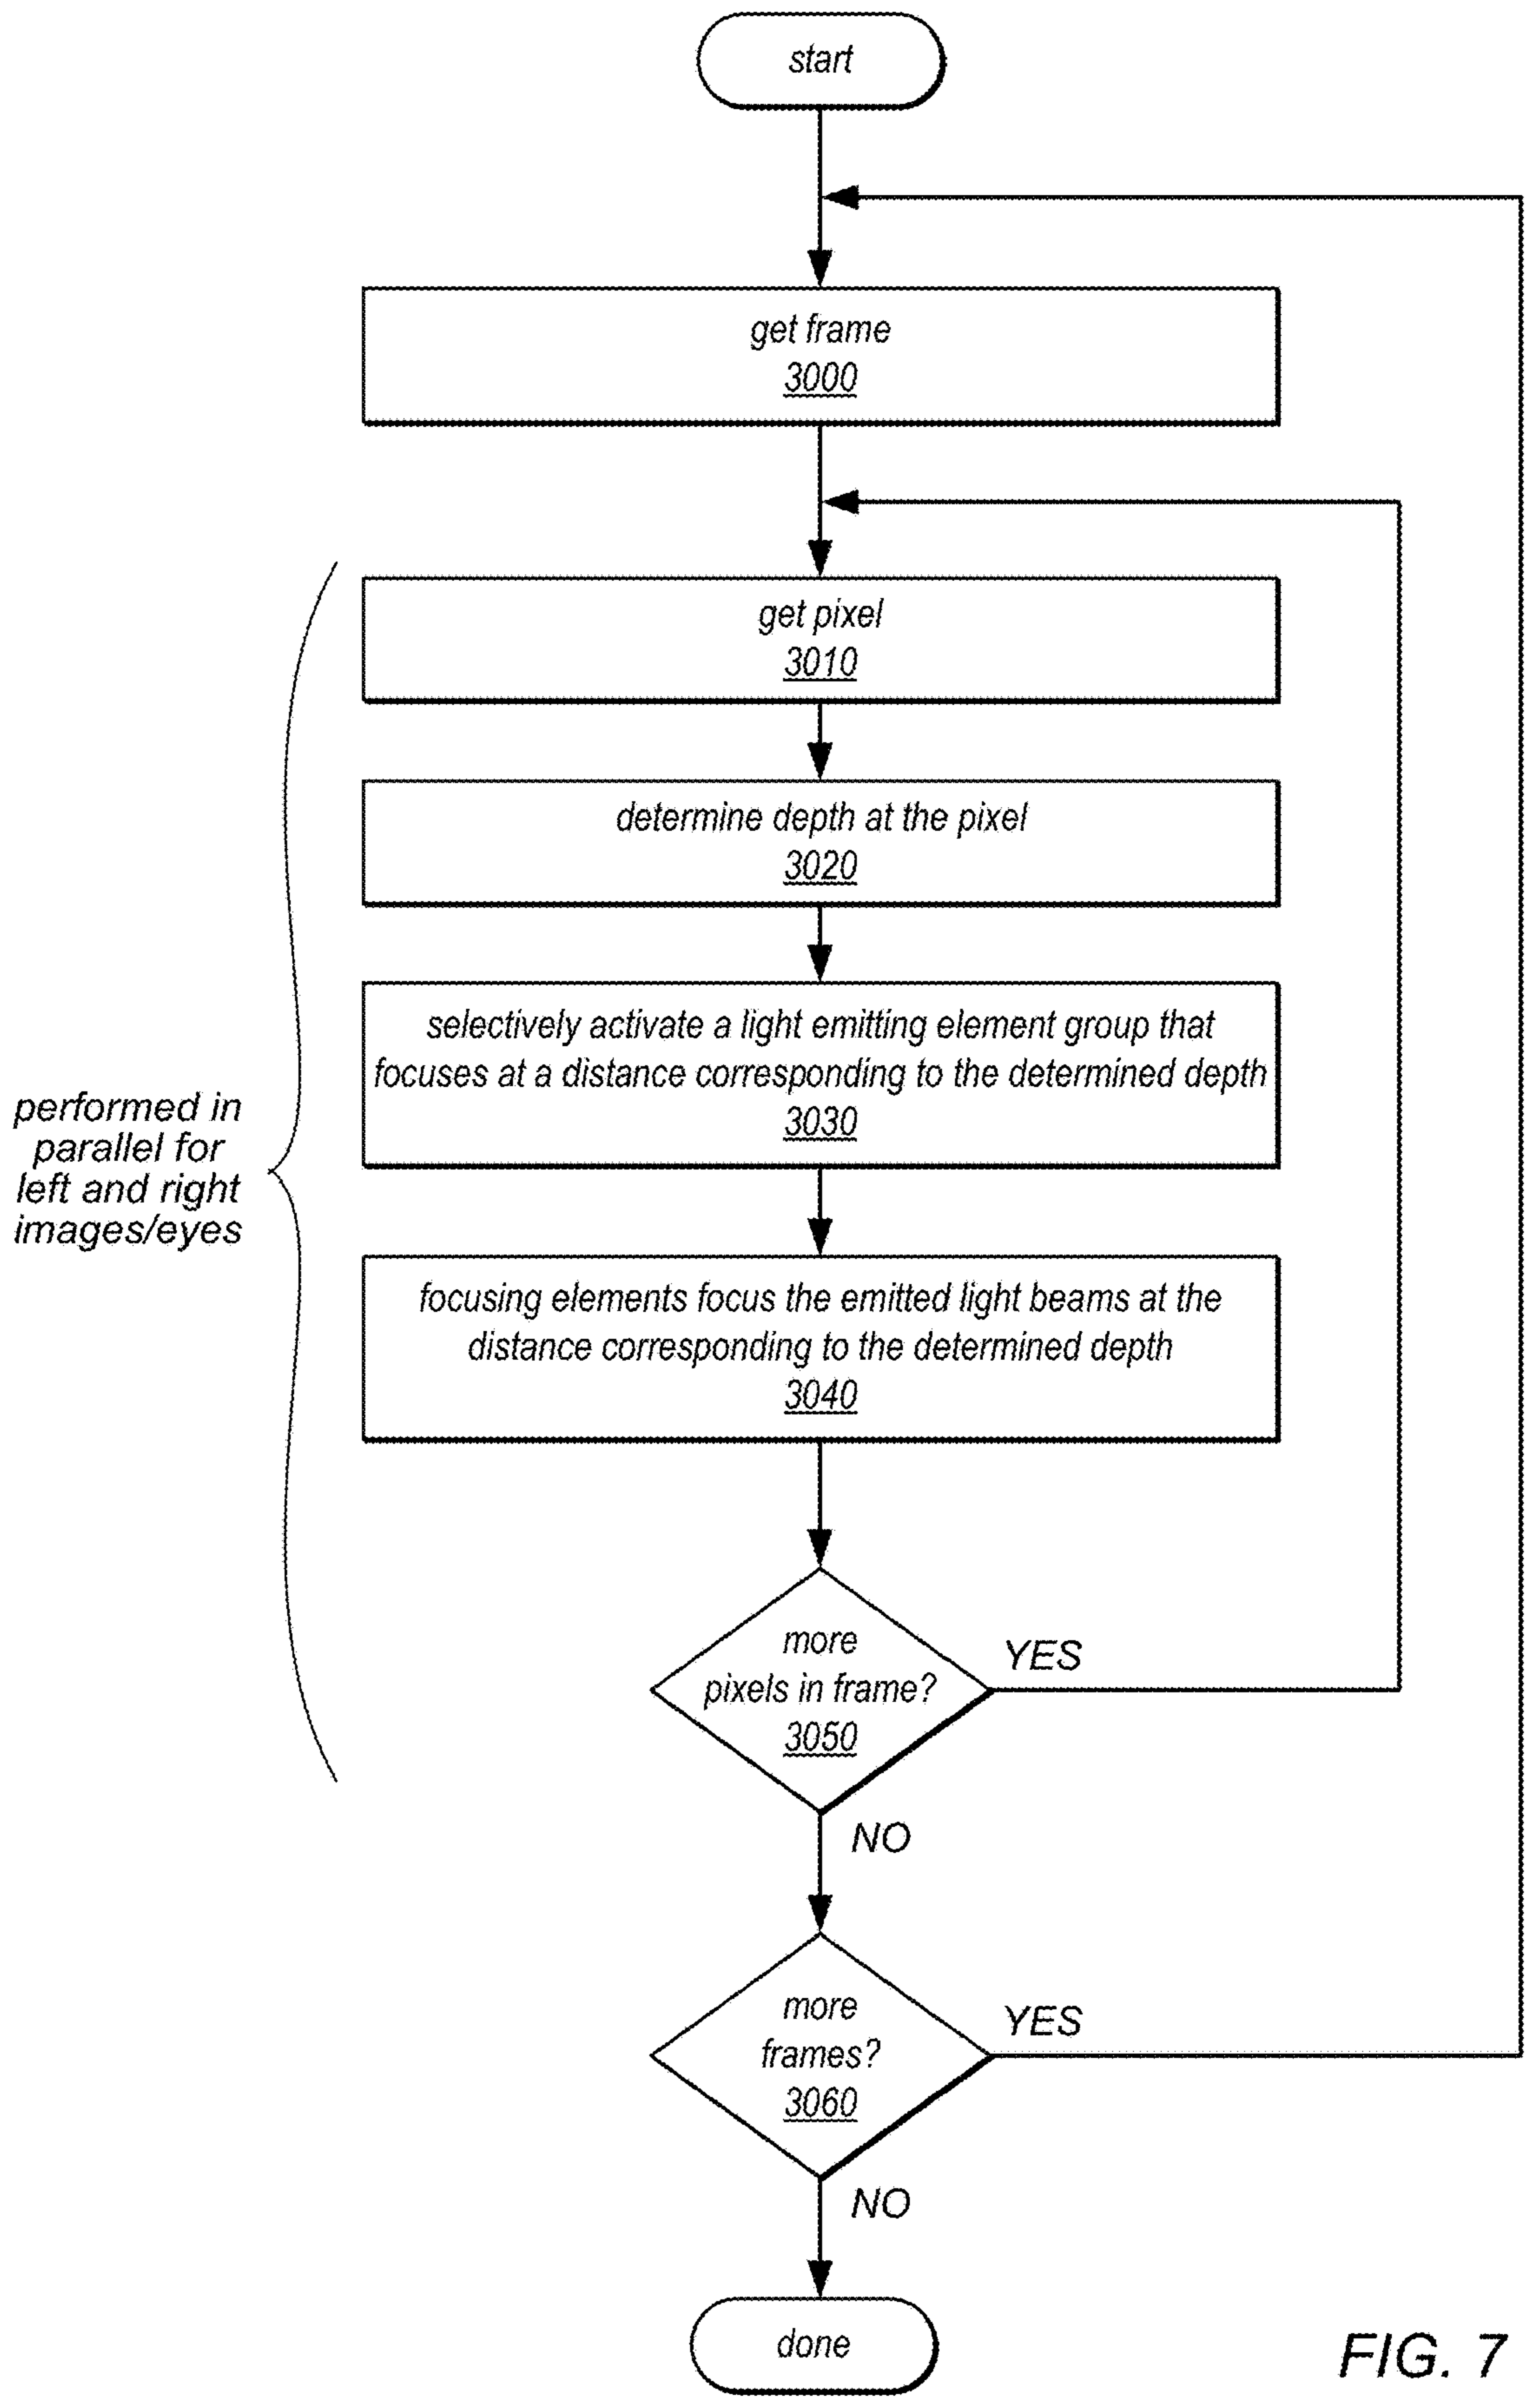 start
get frame
3000
get pixel
3010
determine depth at the pixel
3020
selectively activate a light emitting element group that
focuses at a distance corresponding to the determined depth
3030
performed in
parallel for
left and right
images/eyes
focusing elements focus the emitted light beams at the
distance corresponding to the determined depth
3040
more
pixels in frame?
3050
YES
NO
more
frames?
3060
YES
NO
done
FIG. 7